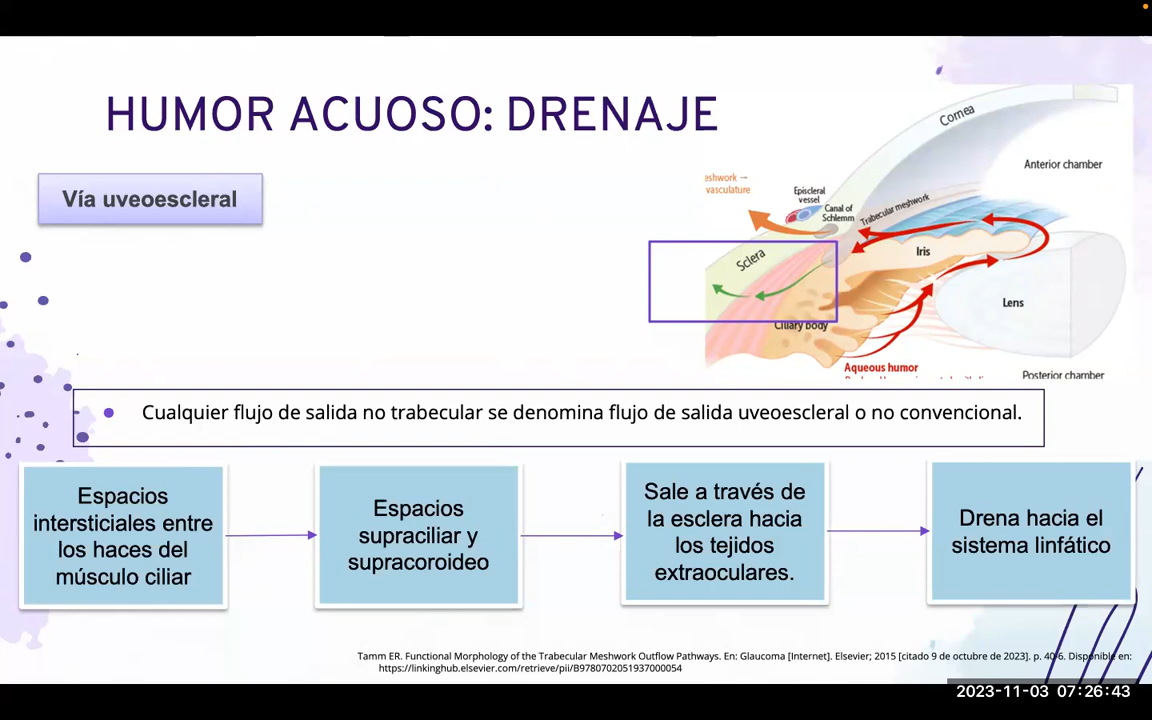 HUMOR ACUOSO: DRENAJE
Vía uveoescleral
Cornea
Anterior chamber
eshwork →
vasculature
Episcleral
vessel
Canal of
Schlemm
Trabecular meshwork
Sclera
Iris
Lens
Ciliary body
Aqueous humor
Posterior chamber
Cualquier flujo de salida no trabecular se denomina flujo de salida uveoescleral o no convencional.
Espacios
intersticiales entre
los haces del
músculo ciliar
Espacios
supraciliar y
supracoroideo
Sale a través de
la esclera hacia
los tejidos
extraoculares.
Drena hacia el
sistema linfático
Tamm ER. Functional Morphology of the Trabecular Meshwork Outflow Pathways. En: Glaucoma [Internet]. Elsevier; 2015 [citado 9 de octubre de 2023]. p. 40-6. Disponible en:
https://linkinghub.elsevier.com/retrieve/pii/B9780702051937000054
2023-11-03 07:26:43